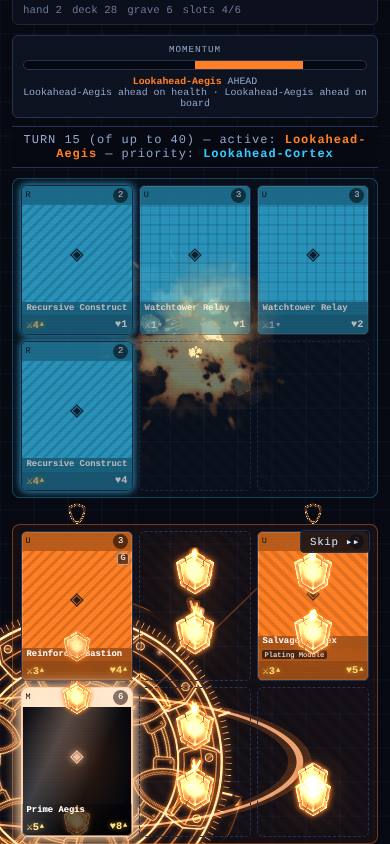 hand 2 deck 28 grave 6 slots 4/6
MOMENTUM
Lookahead-Aegis AHEAD
Lookahead-Aegis ahead on health · Lookahead-Aegis ahead on
board
TURN 15 (of up to 40) — active: Lookahead-
Aegis — priority: Lookahead-Cortex
R 2
U 3
U 3
Recursive Construct
Watchtower Relay
Watchtower Relay
⚔4▲ ♥1
⚔1▼ ♥1
⚔1▼ ♥2
R 2
Recursive Construct
⚔4▲ ♥4
U 3
G
U
Skip ▸▸
Plating Module
⚔3▲ ♥4▲
⚔3▲ ♥5▲
M 6
Prime Aegis
⚔5▲ ♥8▲